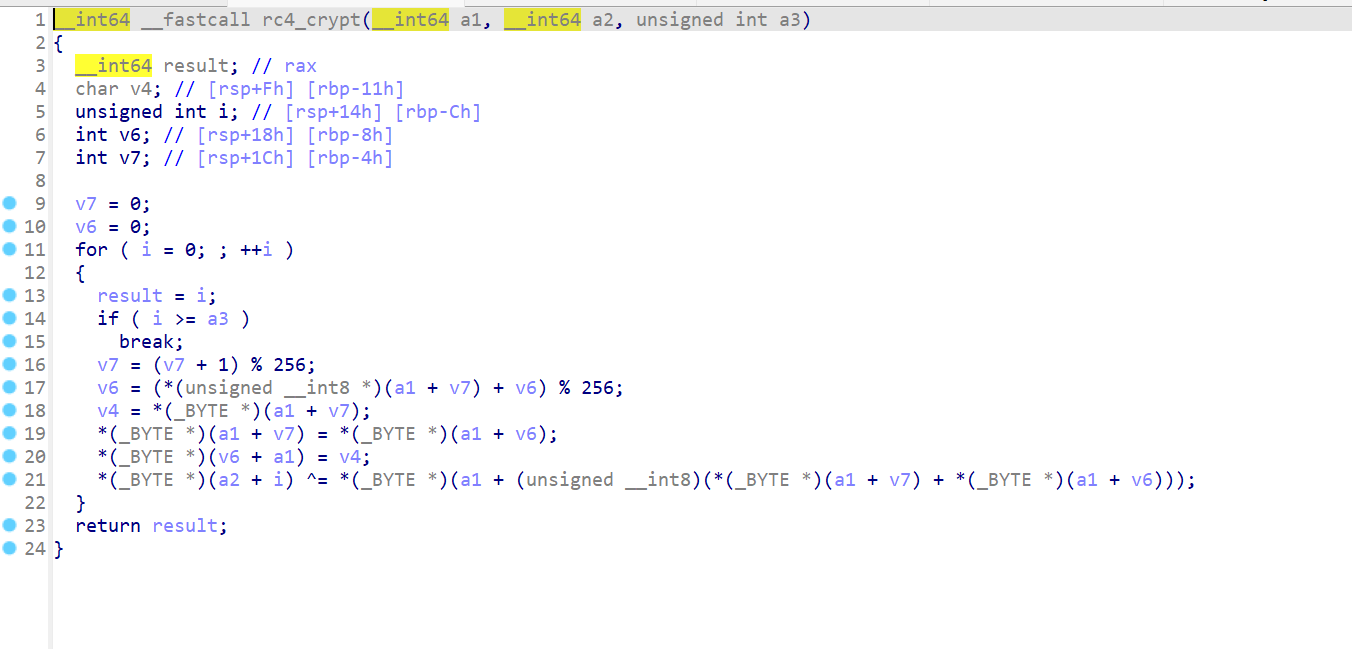 1 __int64 __fastcall rc4_crypt(__int64 a1, __int64 a2, unsigned int a3)
2 {
3 __int64 result; // rax
4 char v4; // [rsp+Fh] [rbp-11h]
5 unsigned int i; // [rsp+14h] [rbp-Ch]
6 int v6; // [rsp+18h] [rbp-8h]
7 int v7; // [rsp+1Ch] [rbp-4h]
8
9 v7 = 0;
10 v6 = 0;
11 for ( i = 0; ; ++i )
12 {
13 result = i;
14 if ( i >= a3 )
15 break;
16 v7 = (v7 + 1) % 256;
17 v6 = (*(unsigned __int8 *)(a1 + v7) + v6) % 256;
18 v4 = *(_BYTE *)(a1 + v7);
19 *(_BYTE *)(a1 + v7) = *(_BYTE *)(a1 + v6);
20 *(_BYTE *)(v6 + a1) = v4;
21 *(_BYTE *)(a2 + i) ^= *(_BYTE *)(a1 + (unsigned __int8)(*(_BYTE *)(a1 + v7) + *(_BYTE *)(a1 + v6)));
22 }
23 return result;
24 }